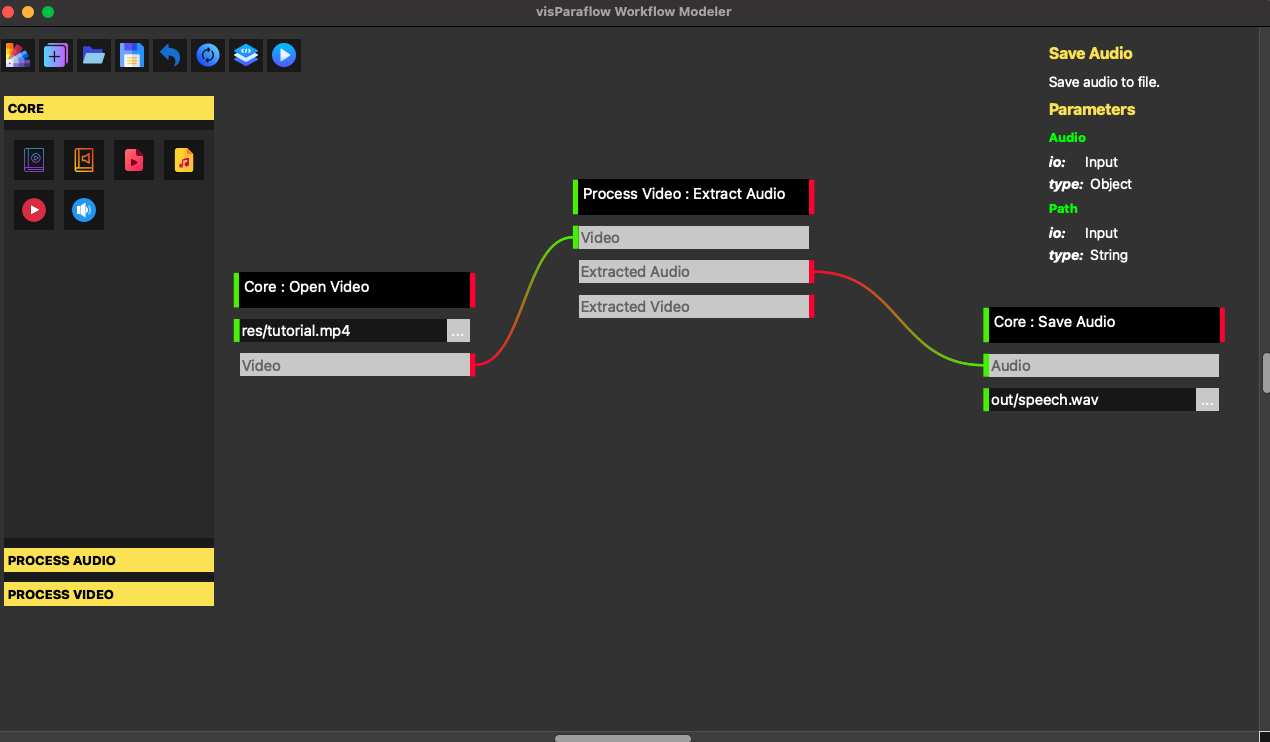 visParaflow Workflow Modeler
CORE
PROCESS AUDIO
PROCESS VIDEO
Core : Open Video
res/tutorial.mp4
...
Video
Process Video : Extract Audio
Video
Extracted Audio
Extracted Video
Core : Save Audio
Audio
out/speech.wav
...
Save Audio
Save audio to file.
Parameters
Audio
io: Input
type: Object
Path
io: Input
type: String